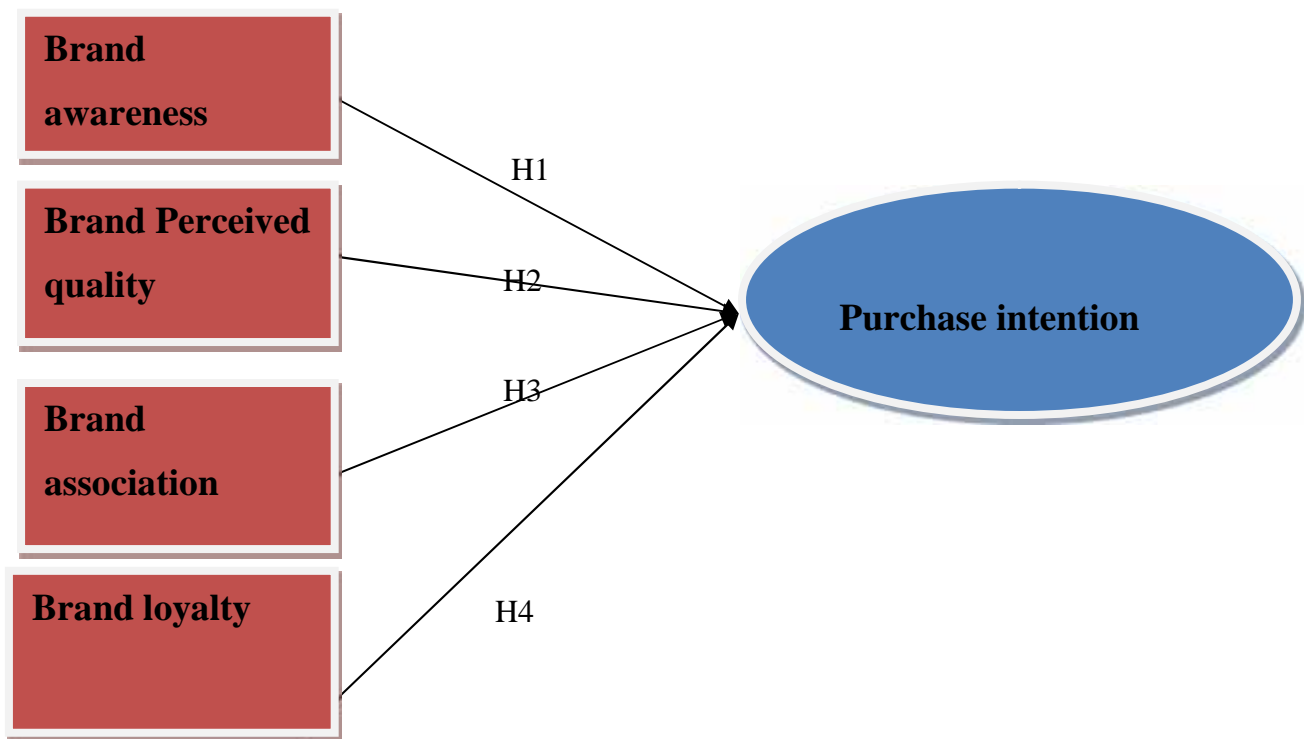 Brand
awareness
H1
Brand Perceived
quality
H2
Purchase intention
Brand
association
H3
Brand loyalty
H4